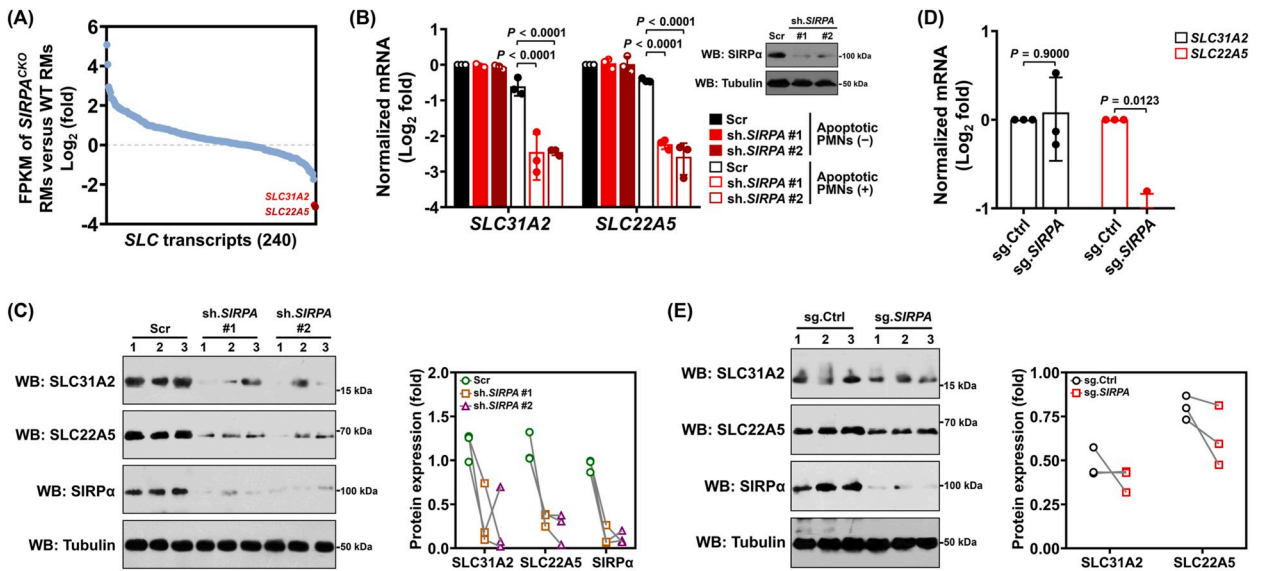 (A)
FPKM of SIRPA^CKO
RMs versus WT RMs
Log₂ (fold)
6
4
2
0
−2
−4
SLC31A2
SLC22A5
SLC transcripts (240)
(B)
Normalized mRNA
(Log₂ fold)
1
0
-1
-2
-3
-4
P < 0.0001
P < 0.0001
P < 0.0001
P < 0.0001
SLC31A2
SLC22A5
sh.SIRPA
Scr #1 #2
WB: SIRPα
-100 kDa
WB: Tubulin
-50 kDa
Scr
sh.SIRPA #1
sh.SIRPA #2
Apoptotic
PMNs (−)
Scr
sh.SIRPA #1
sh.SIRPA #2
Apoptotic
PMNs (+)
(D)
Normalized mRNA
(Log₂ fold)
1
0
-1
P = 0.9000
P = 0.0123
SLC31A2
SLC22A5
sg.Ctrl
sg.SIRPA
sg.Ctrl
sg.SIRPA
(C)
Scr
sh.SIRPA
#1
sh.SIRPA
#2
1 2 3 1 2 3 1 2 3
WB: SLC31A2
-15 kDa
WB: SLC22A5
-70 kDa
WB: SIRPα
-100 kDa
WB: Tubulin
-50 kDa
Protein expression (fold)
2.0
1.5
1.0
0.5
0.0
Scr
sh.SIRPA #1
sh.SIRPA #2
SLC31A2 SLC22A5 SIRPα
(E)
sg.Ctrl
sg.SIRPA
1 2 3 1 2 3
WB: SLC31A2
-15 kDa
WB: SLC22A5
-70 kDa
WB: SIRPα
-100 kDa
WB: Tubulin
-50 kDa
Protein expression (fold)
1.00
0.75
0.50
0.25
0.00
sg.Ctrl
sg.SIRPA
SLC31A2 SLC22A5